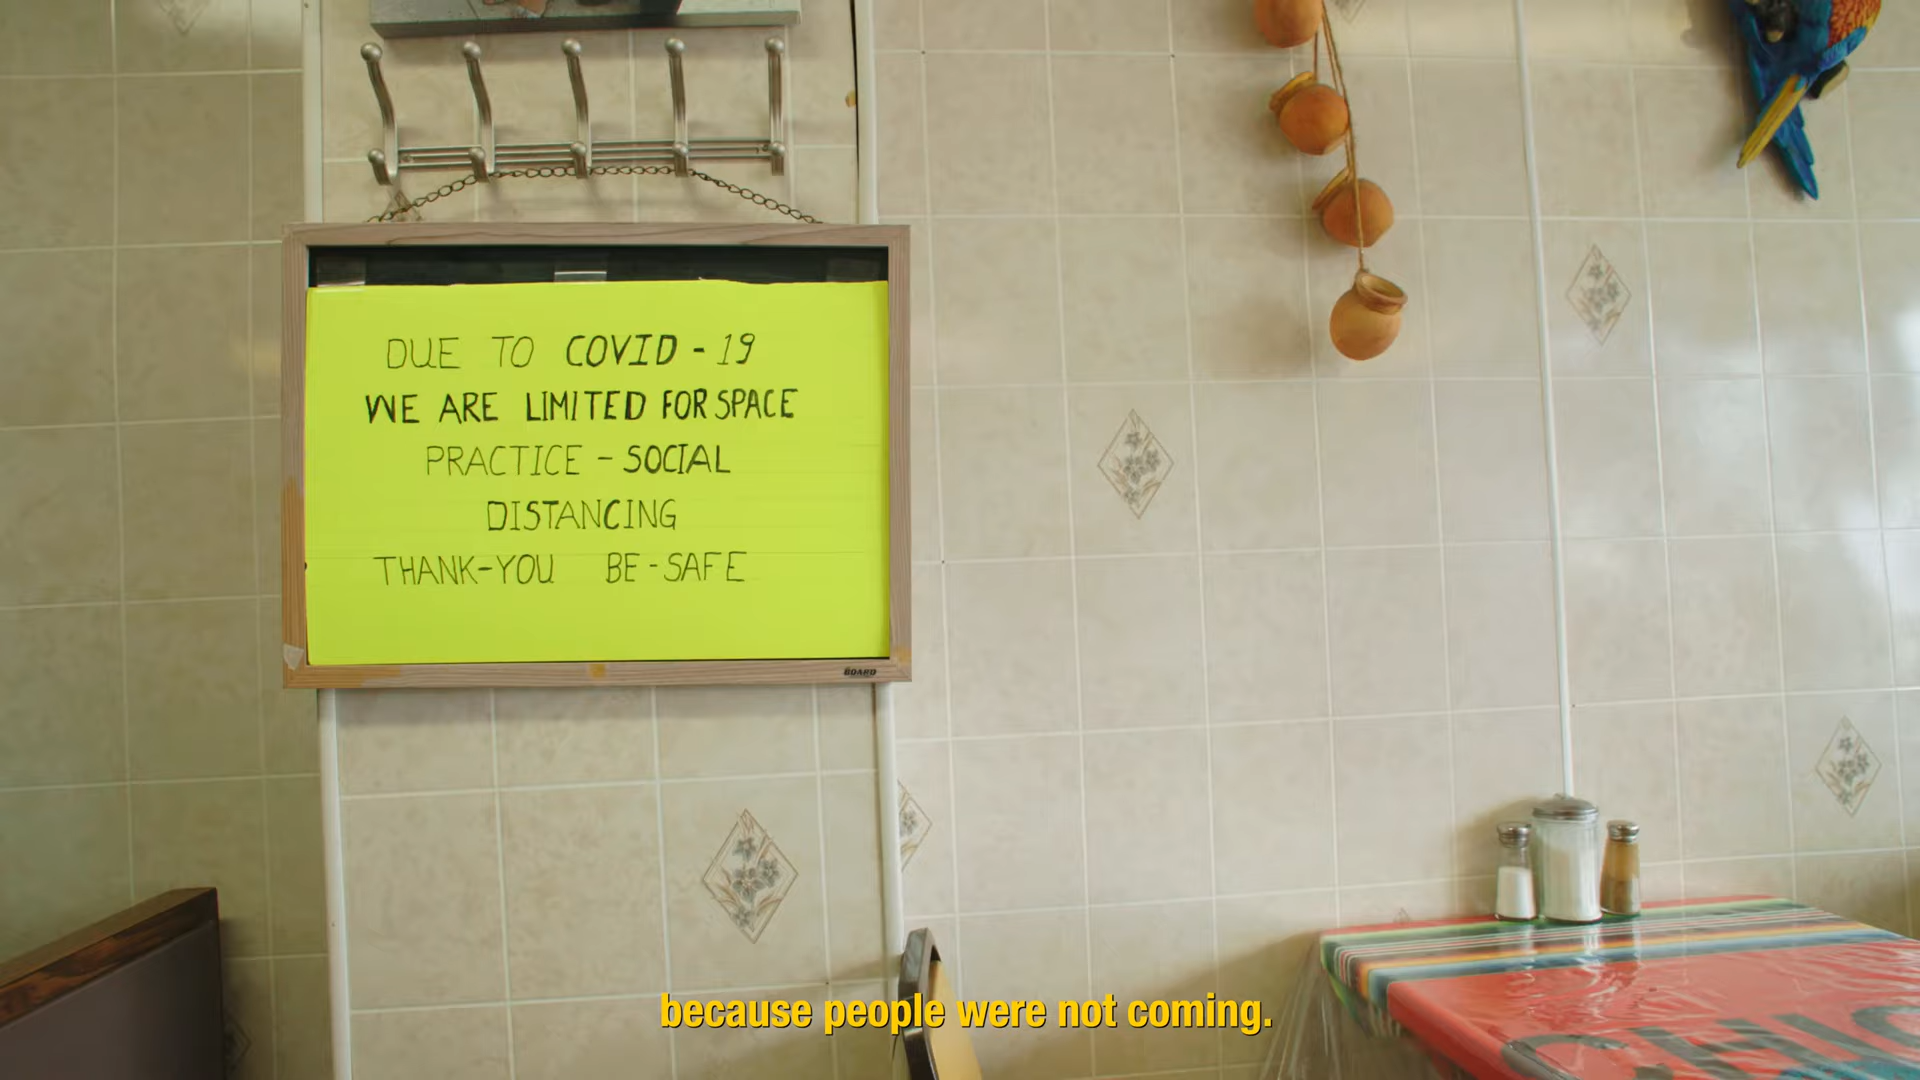 DUE TO COVID - 19
WE ARE LIMITED FOR SPACE
PRACTICE - SOCIAL
DISTANCING
THANK-YOU BE-SAFE
BOARD
because people were not coming.